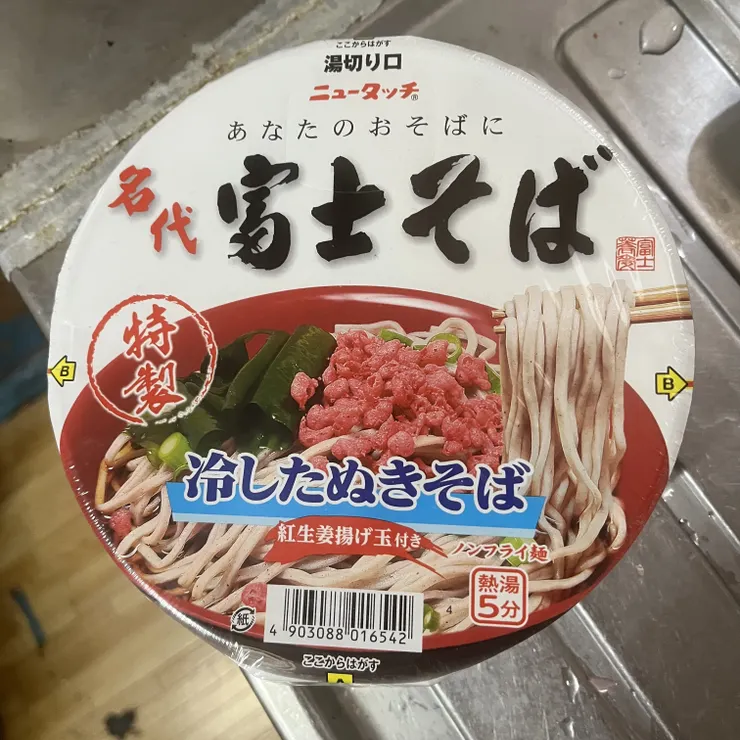 ここからはがす
湯切り口
ニュータッチ®
あなたのおそばに
名代
富士そば
特製
B
B
冷したぬきそば
紅生姜揚げ玉付き
ノンフライ麺
熱湯
5分
紙
4
4 903088 016542
ここからはがす
A